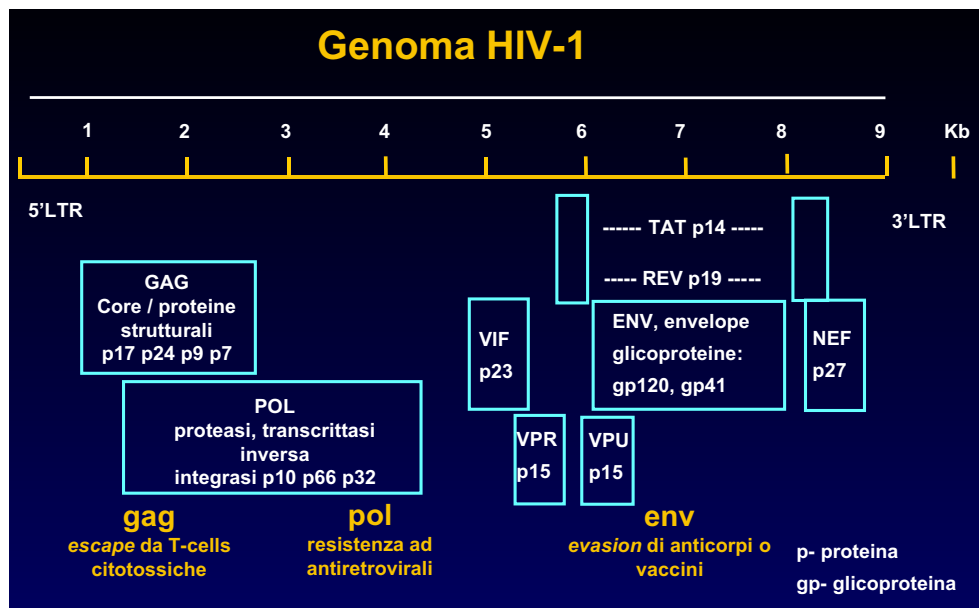 Genoma HIV-1
1 2 3 4 5 6 7 8 9 Kb
5'LTR
3'LTR
------ TAT p14 -----
----- REV p19 -----
GAG
Core / proteine
strutturali
p17 p24 p9 p7
POL
proteasi, transcrittasi
inversa
integrasi p10 p66 p32
VIF
p23
VPR
p15
ENV, envelope
glicoproteine:
gp120, gp41
VPU
p15
NEF
p27
gag
escape da T-cells
citotossiche
pol
resistenza ad
antiretrovirali
env
evasion di anticorpi o
vaccini
p- proteina
gp- glicoproteina